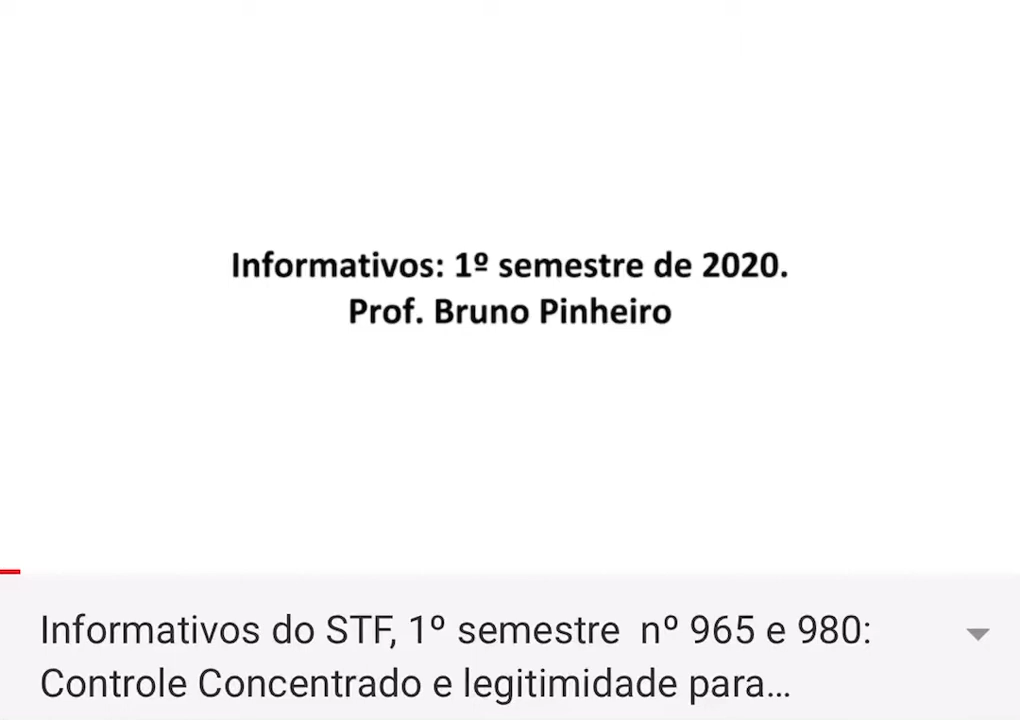 Informativos: 1º semestre de 2020.
Prof. Bruno Pinheiro
Informativos do STF, 1º semestre nº 965 e 980:
Controle Concentrado e legitimidade para...